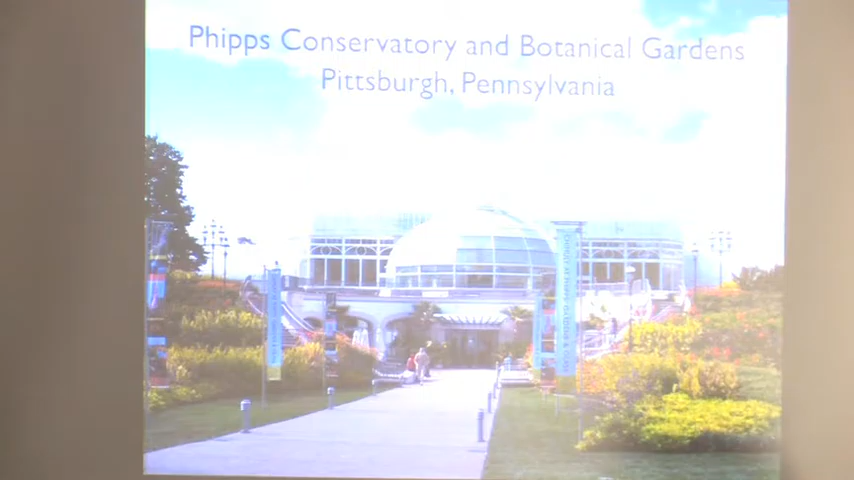 Phipps Conservatory and Botanical Gardens
Pittsburgh, Pennsylvania